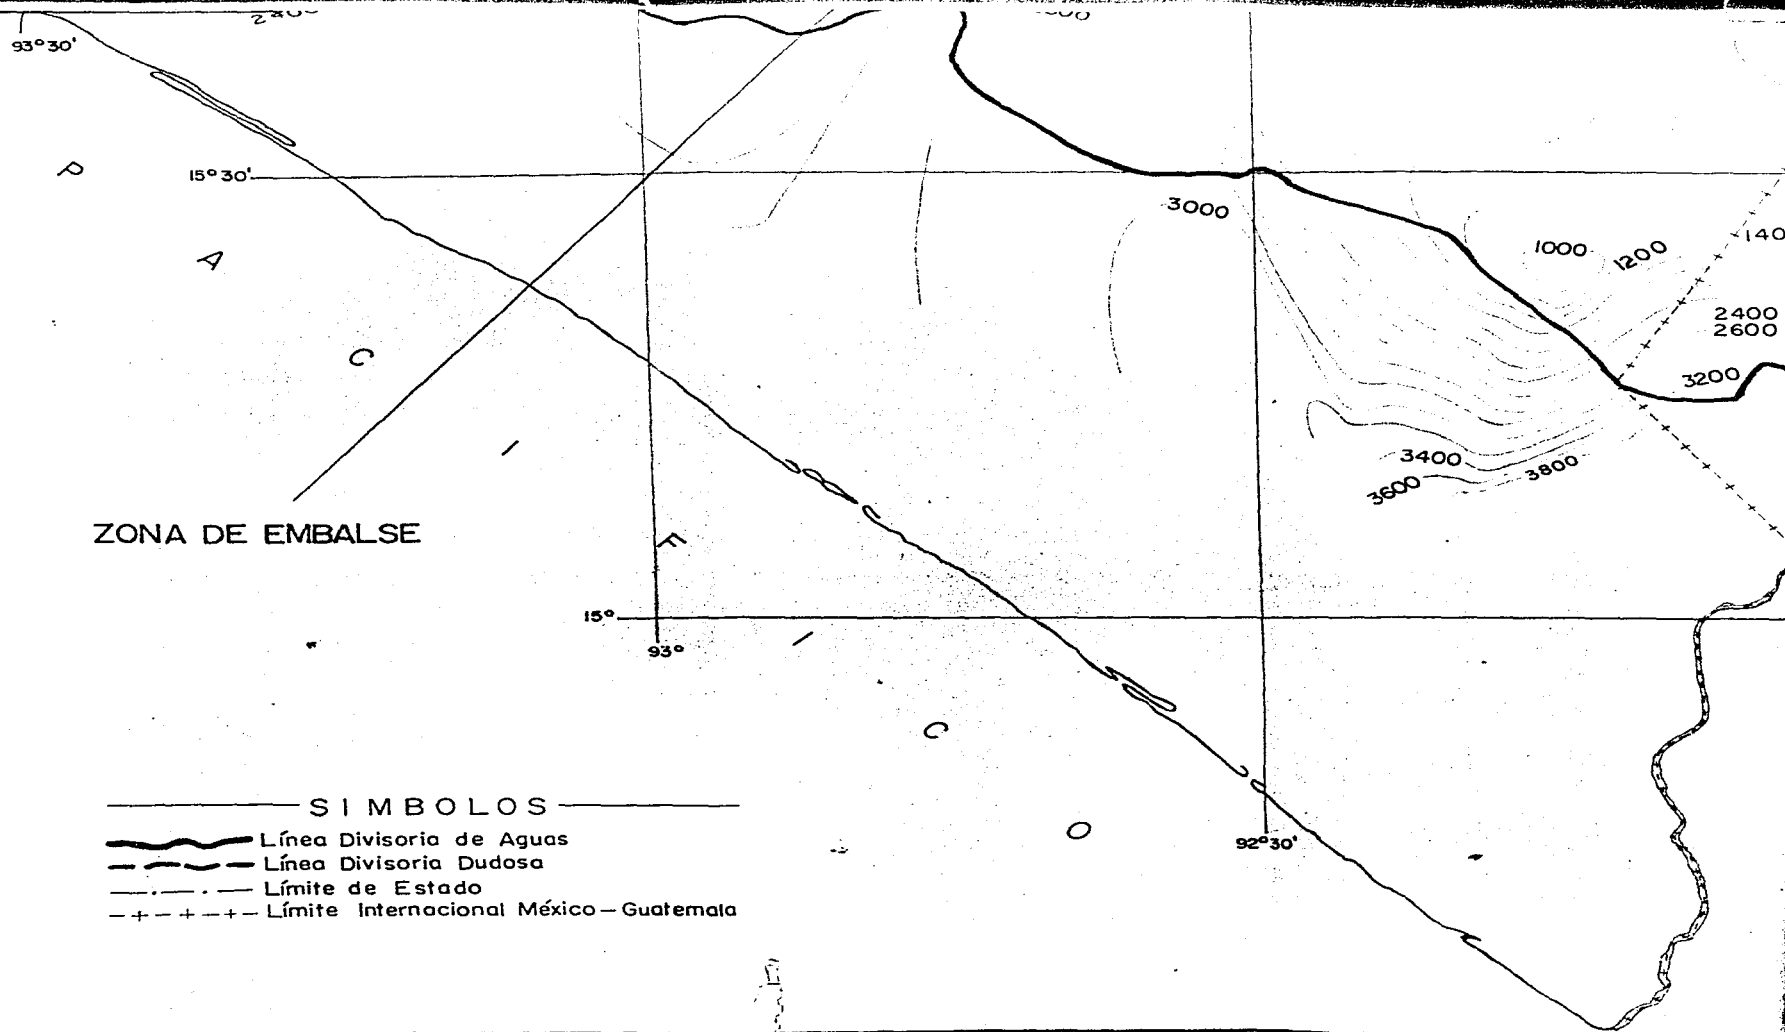 93°30'
15°30'
3000
1000
1200
140
2400
2600
3200
3400
3600
3800
P A C I F I C O
ZONA DE EMBALSE
15°
93°
92°30'
SIMBOLOS
Línea Divisoria de Aguas
Línea Divisoria Dudosa
Límite de Estado
Límite Internacional México-Guatemala